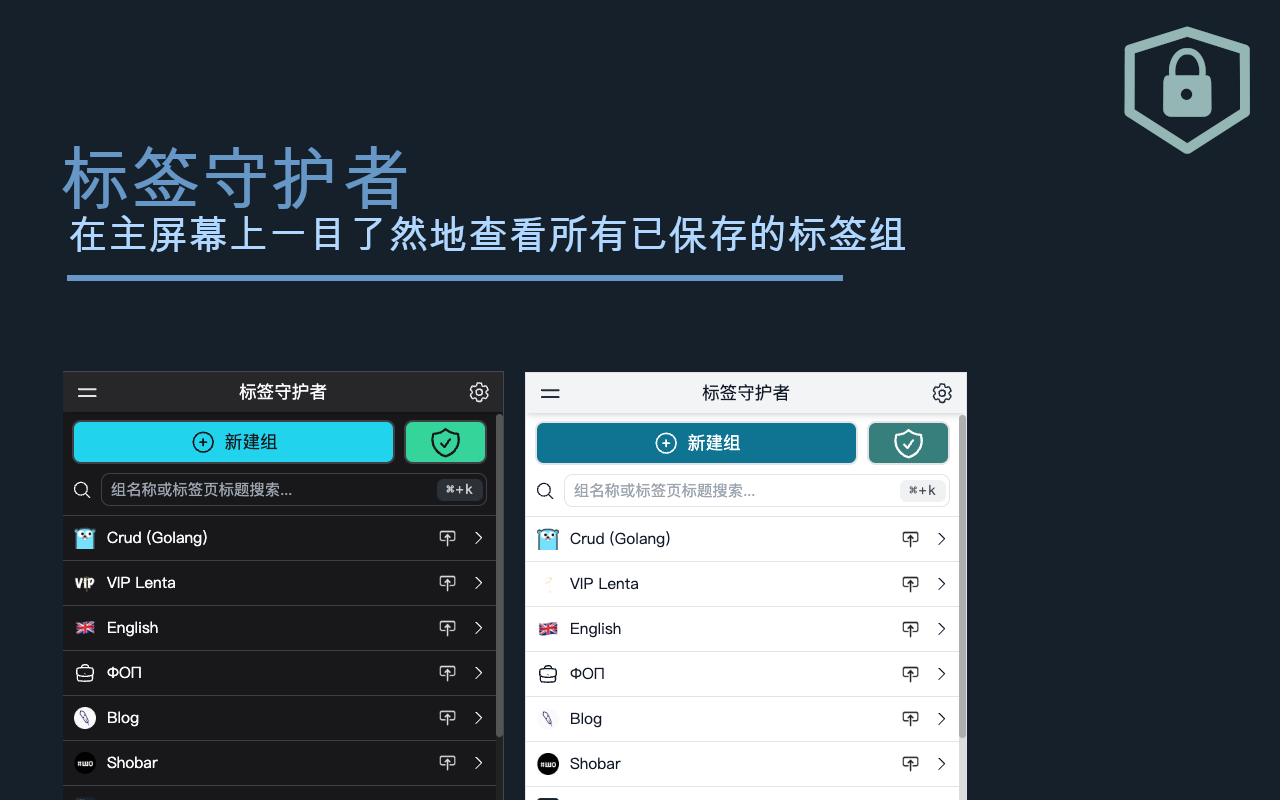 标签守护者
在主屏幕上一目了然地查看所有已保存的标签组
标签守护者
新建组
组名称或标签页标题搜索...
⌘+k
Crud (Golang)
VIP
VIP Lenta
English
ФОП
Blog
#ШО
Shobar
标签守护者
新建组
组名称或标签页标题搜索...
⌘+k
Crud (Golang)
VIP Lenta
English
ФОП
Blog
#ШО
Shobar